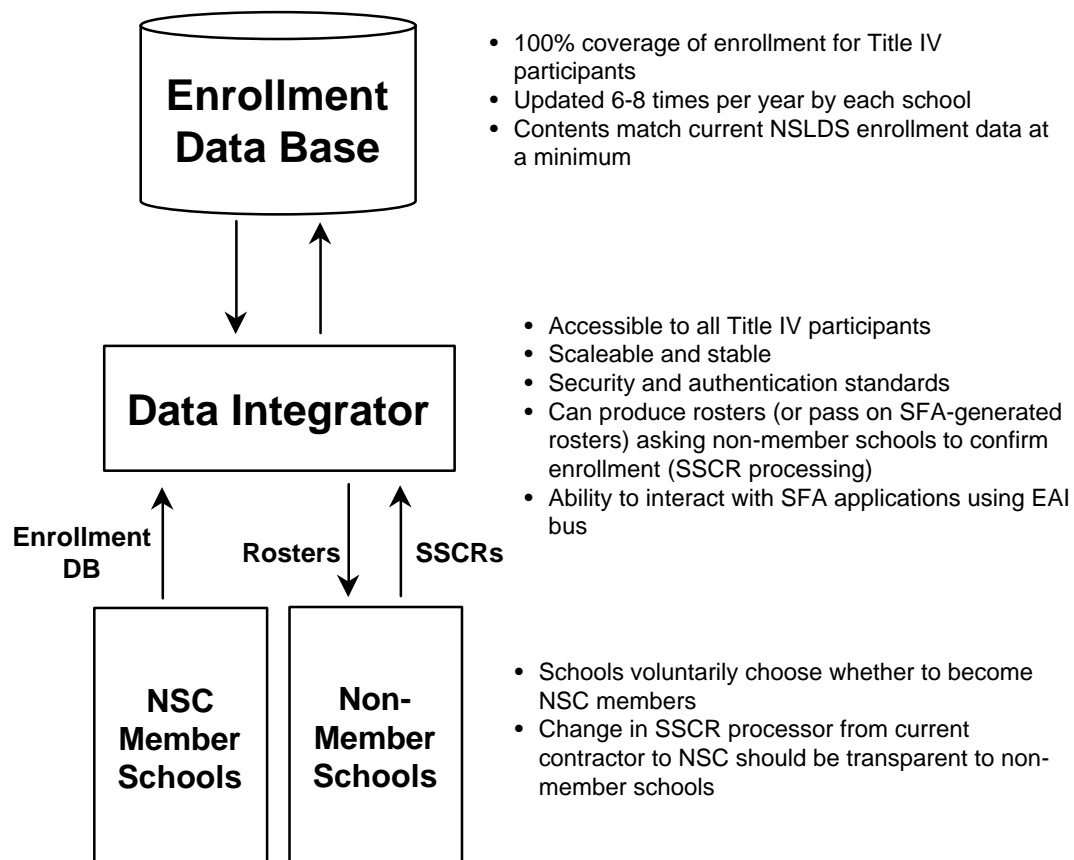 Enrollment
Data Base
• 100% coverage of enrollment for Title IV
participants
• Updated 6-8 times per year by each school
• Contents match current NSLDS enrollment data at
a minimum
Data Integrator
• Accessible to all Title IV participants
• Scaleable and stable
• Security and authentication standards
• Can produce rosters (or pass on SFA-generated
rosters) asking non-member schools to confirm
enrollment (SSCR processing)
• Ability to interact with SFA applications using EAI
bus
Enrollment
DB
Rosters
SSCRs
NSC
Member
Schools
Non-
Member
Schools
• Schools voluntarily choose whether to become
NSC members
• Change in SSCR processor from current
contractor to NSC should be transparent to non-
member schools